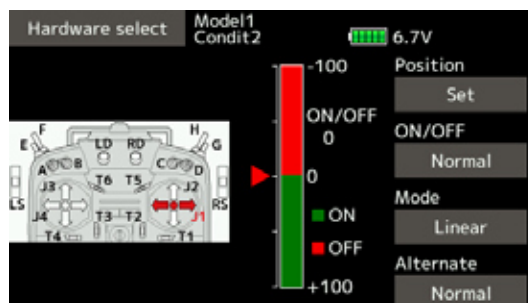 Hardware select
Model1
Condit2
6.7V
Position
Set
ON/OFF
Normal
Mode
Linear
Alternate
Normal
-100
ON/OFF
0
0
ON
OFF
+100
F
H
E
LD
RD
G
A
B
C
D
T6
T5
J3
J2
LS
RS
J4
T3
T2
J1
T4
T1